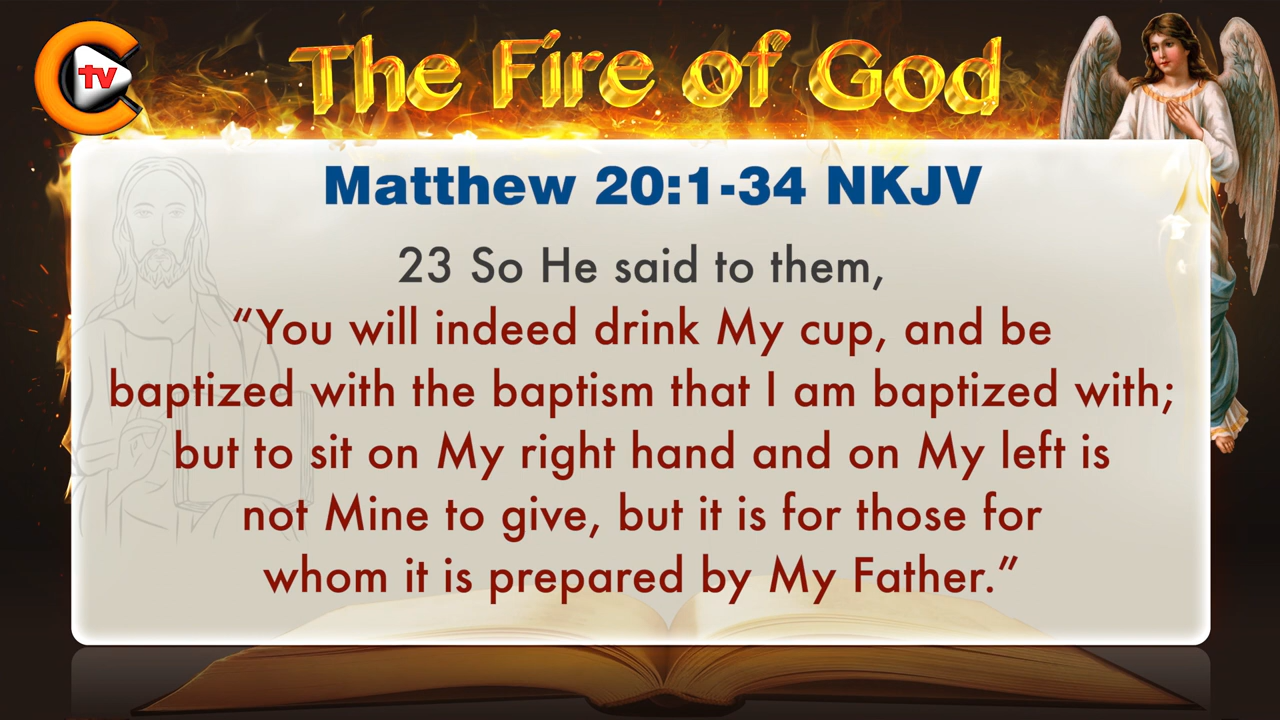 tv
The Fire of God
Matthew 20:1-34 NKJV
23 So He said to them,
“You will indeed drink My cup, and be
baptized with the baptism that I am baptized with;
but to sit on My right hand and on My left is
not Mine to give, but it is for those for
whom it is prepared by My Father.”